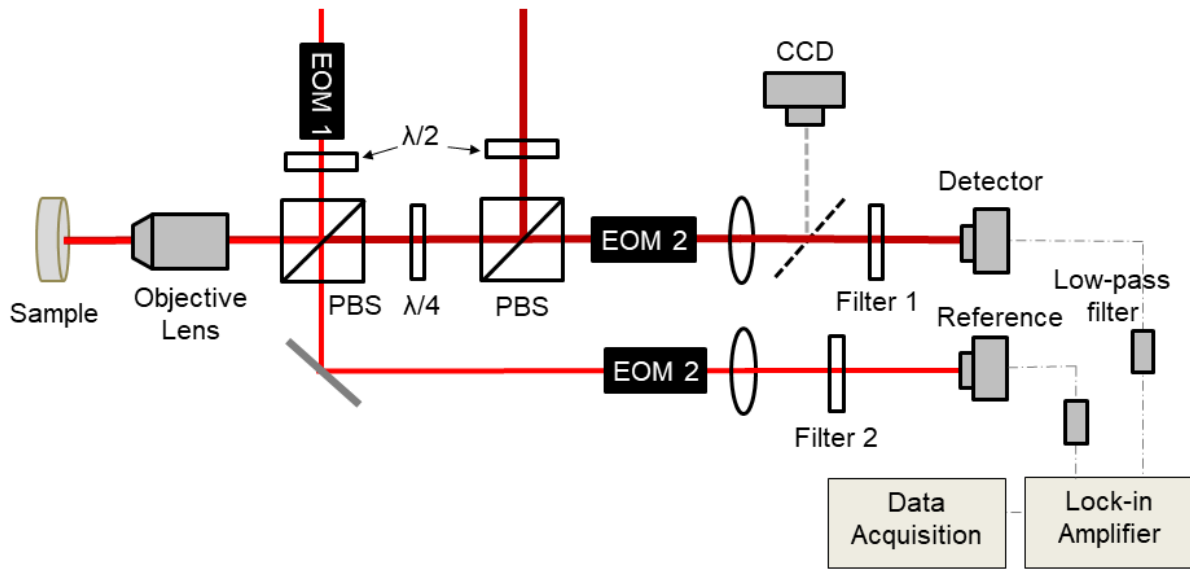 EOM 1
λ/2
CCD
Detector
EOM 2
Sample
Objective
Lens
PBS
λ/4
PBS
Filter 1
Low-pass
filter
Reference
EOM 2
Filter 2
Data
Acquisition
Lock-in
Amplifier